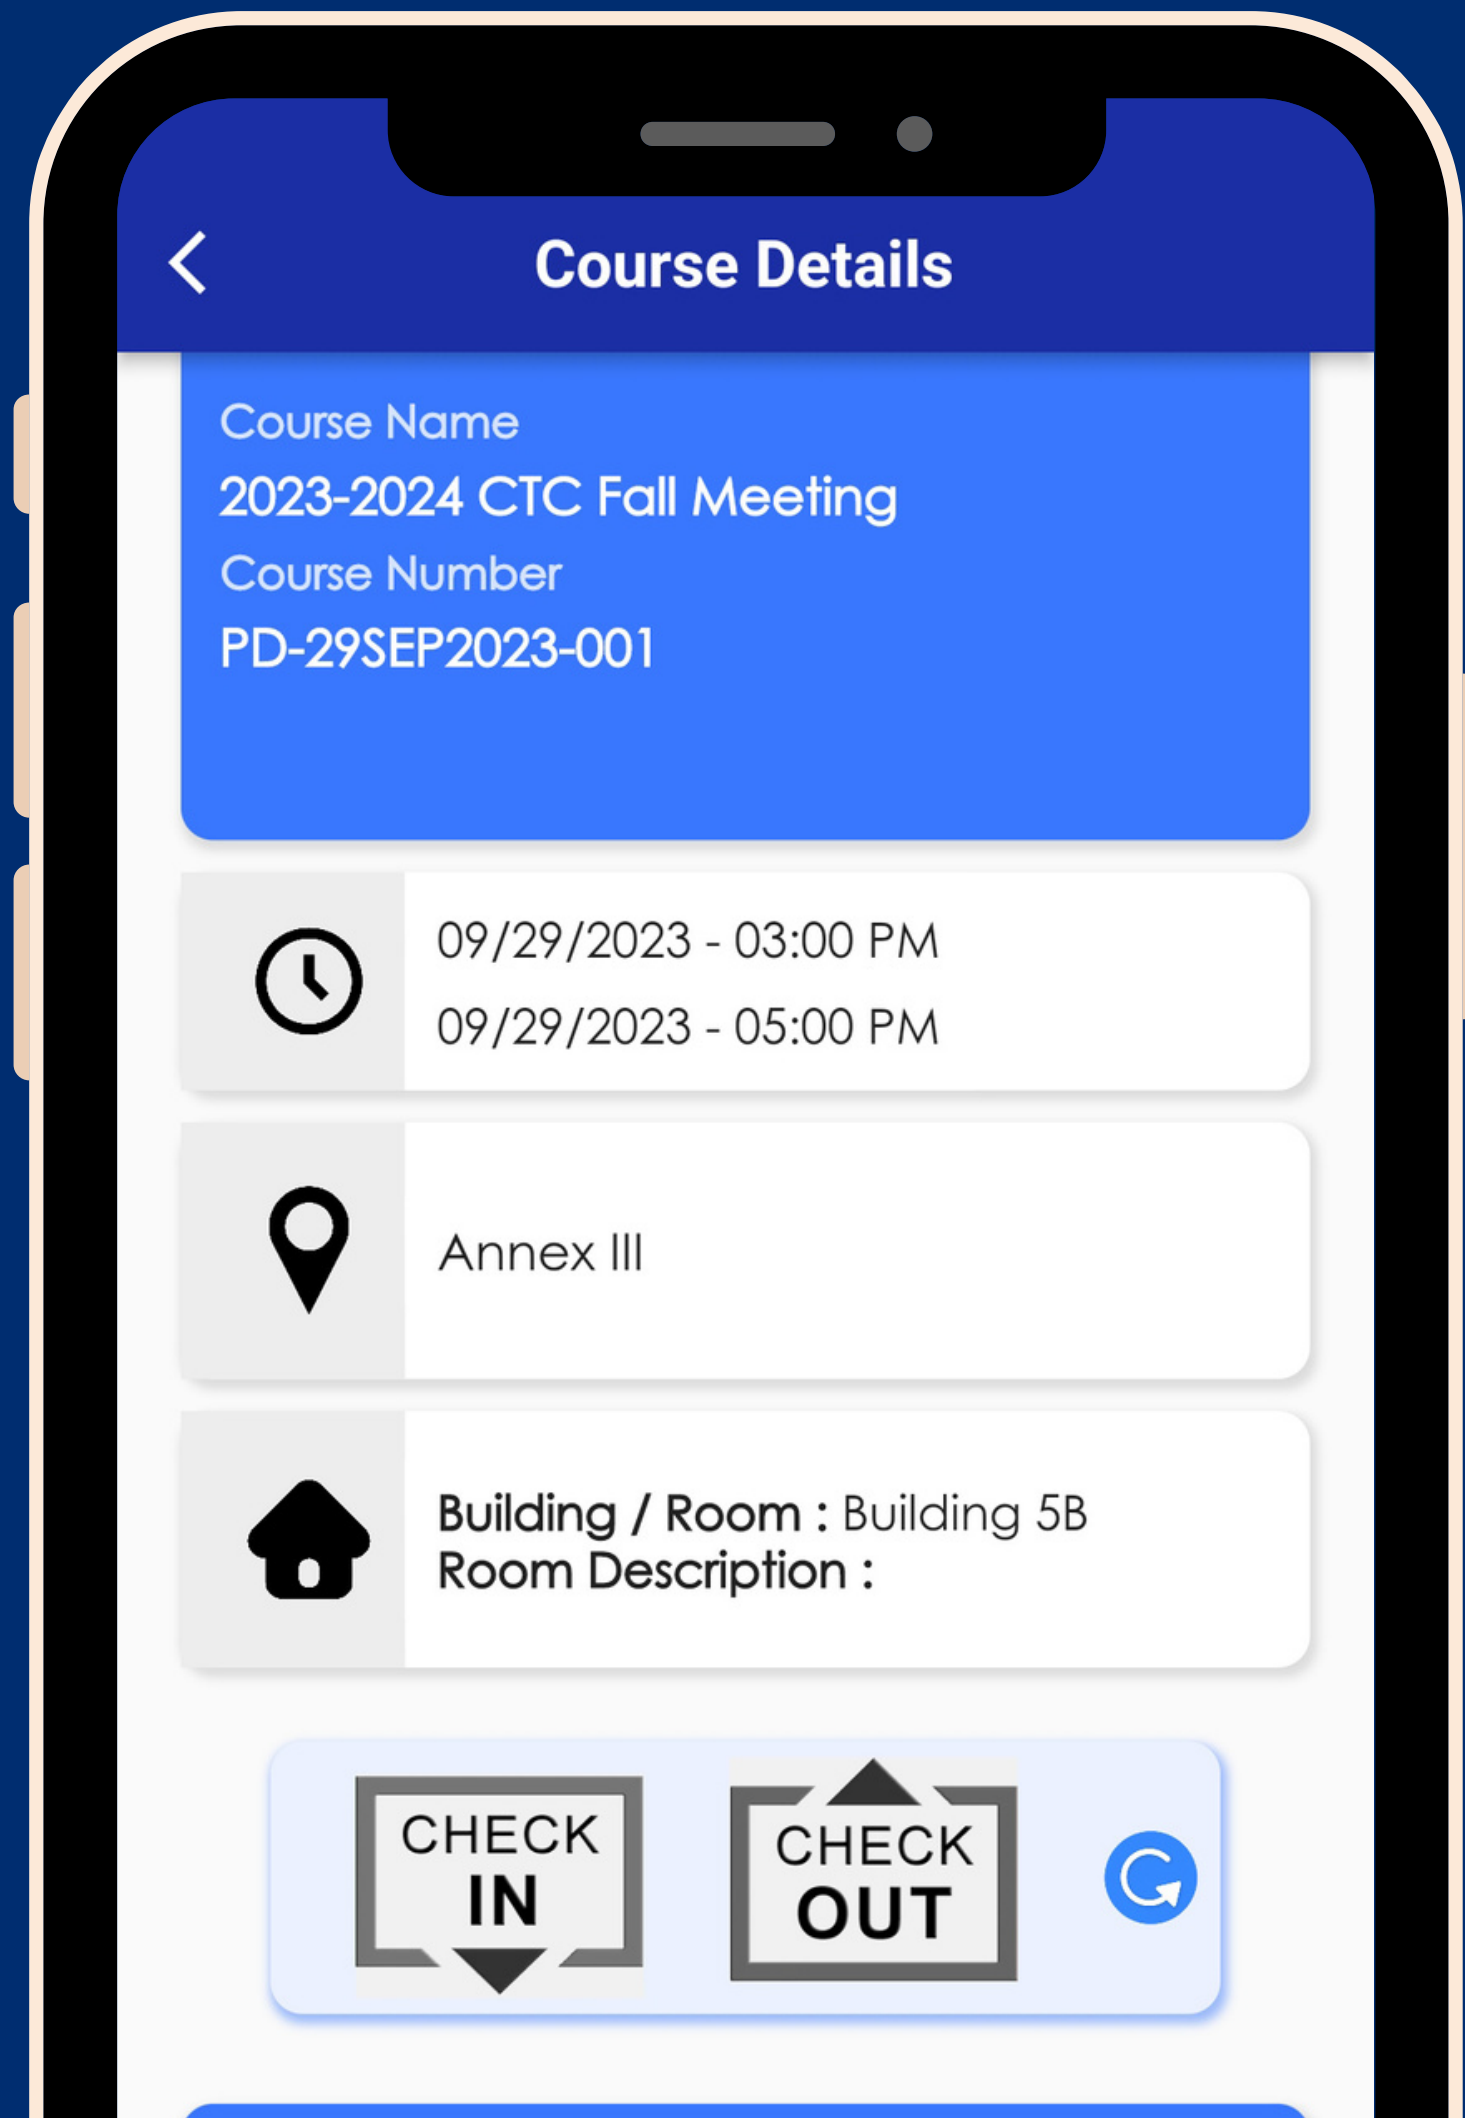 Course Details
Course Name
2023-2024 CTC Fall Meeting
Course Number
PD-29SEP2023-001
09/29/2023 - 03:00 PM
09/29/2023 - 05:00 PM
Annex III
Building / Room : Building 5B
Room Description :
CHECK
IN
CHECK
OUT